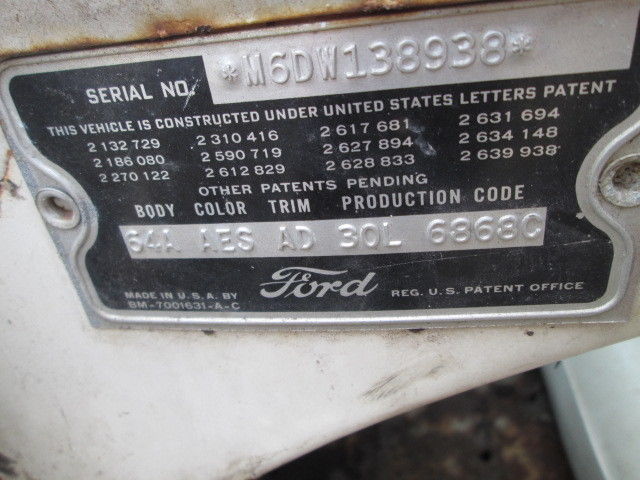 SERIAL NO. *M6DW138938*
THIS VEHICLE IS CONSTRUCTED UNDER UNITED STATES LETTERS PATENT
2 132 729 2 310 416 2 617 681 2 631 694
2 186 080 2 590 719 2 627 894 2 634 148
2 270 122 2 612 829 2 628 833 2 639 938
OTHER PATENTS PENDING
BODY COLOR TRIM PRODUCTION CODE
64A AES AD 30L 6368C
Ford
MADE IN U.S.A. BY REG. U.S. PATENT OFFICE
BM-7001631-A-C